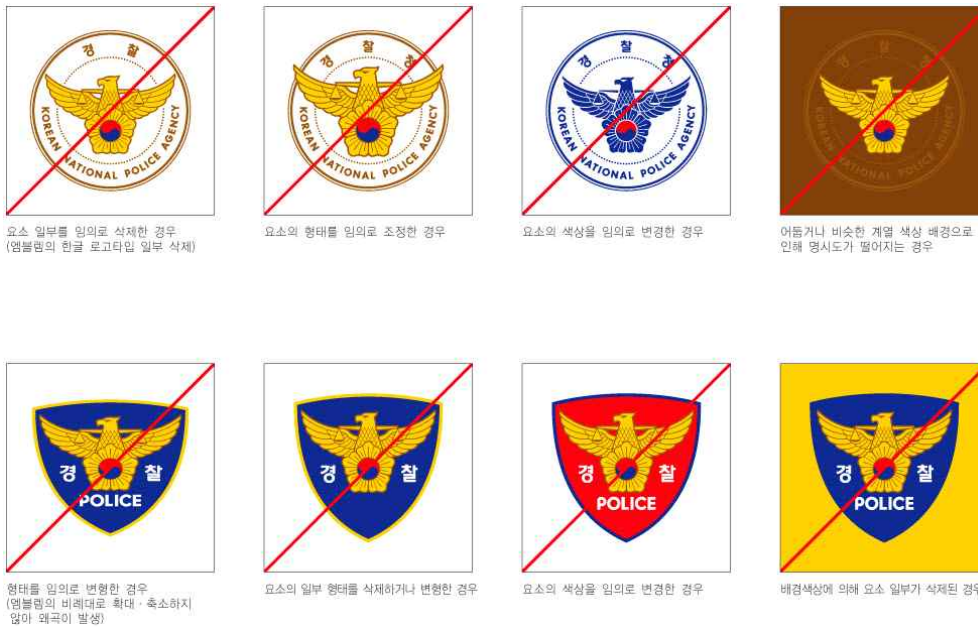 경 찰
KOREAN NATIONAL POLICE AGENCY
경 찰 청
KOREAN NATIONAL POLICE AGENCY
경 찰 청
KOREAN NATIONAL POLICE AGENCY
경 찰 청
KOREAN NATIONAL POLICE AGENCY
요소 일부를 임의로 삭제한 경우
(엠블렘의 한글 로고타입 일부 삭제)
요소의 형태를 임의로 조정한 경우
요소의 색상을 임의로 변경한 경우
어둡거나 비슷한 계열 색상 배경으로
인해 명시도가 떨어지는 경우
경 찰
POLICE
경 찰
경 찰
POLICE
경 찰
POLICE
형태를 임의로 변형한 경우
(엠블렘의 비례대로 확대 · 축소하지
않아 왜곡이 발생)
요소의 일부 형태를 삭제하거나 변형한 경우
요소의 색상을 임의로 변경한 경우
배경색상에 의해 요소 일부가 삭제된 경우